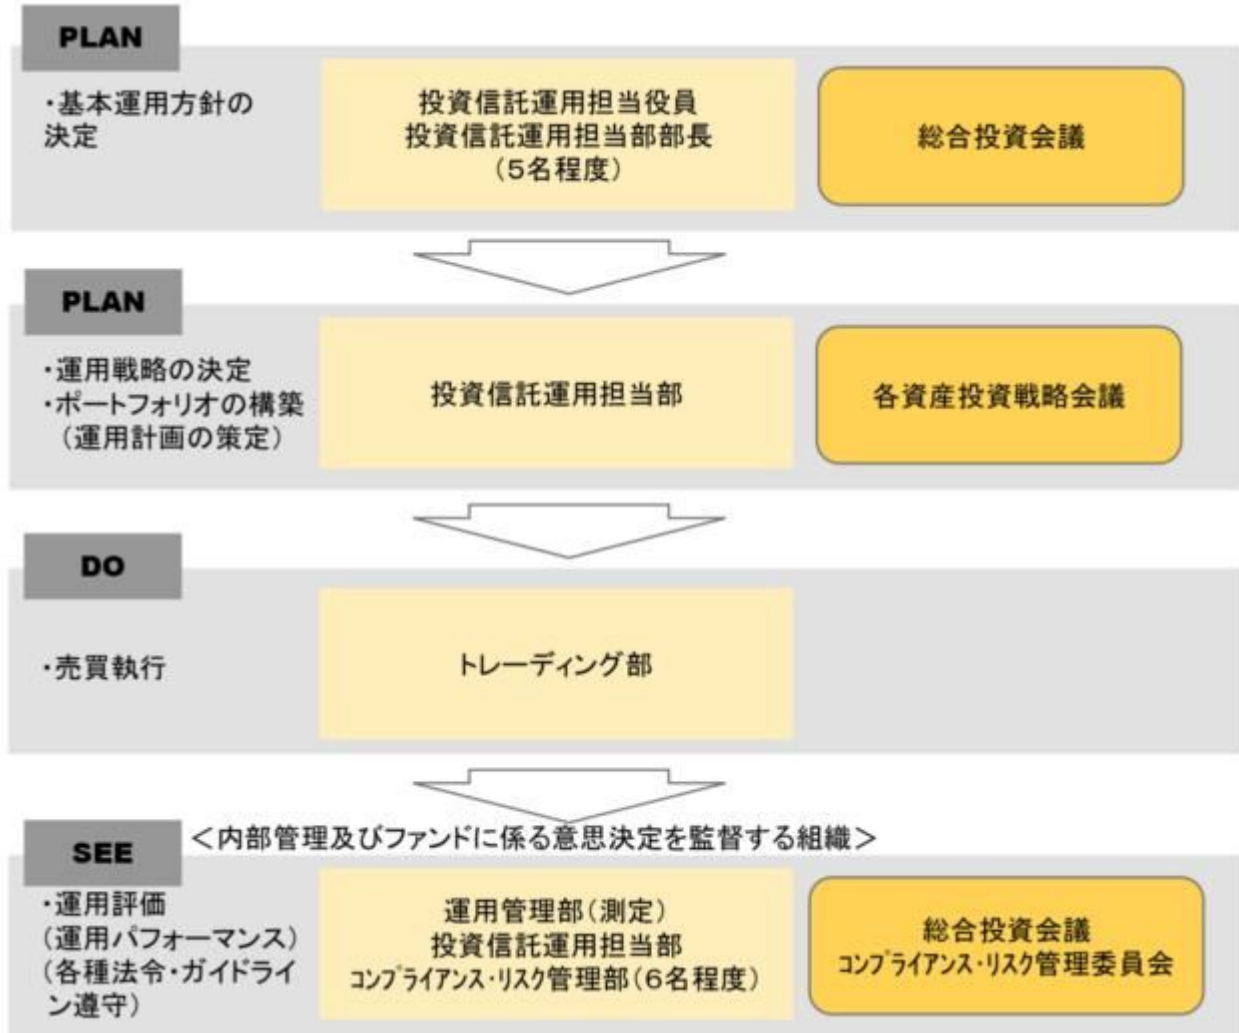 PLAN
・基本運用方針の
決定
投資信託運用担当役員
投資信託運用担当部部長
(5名程度)
総合投資会議
PLAN
・運用戦略の決定
・ポートフォリオの構築
(運用計画の策定)
投資信託運用担当部
各資産投資戦略会議
DO
・売買執行
トレーディング部
<内部管理及びファンドに係る意思決定を監督する組織>
SEE
・運用評価
(運用パフォーマンス)
(各種法令・ガイドライ
ン遵守)
運用管理部(測定)
投資信託運用担当部
コンプライアンス・リスク管理部(6名程度)
総合投資会議
コンプライアンス・リスク管理委員会